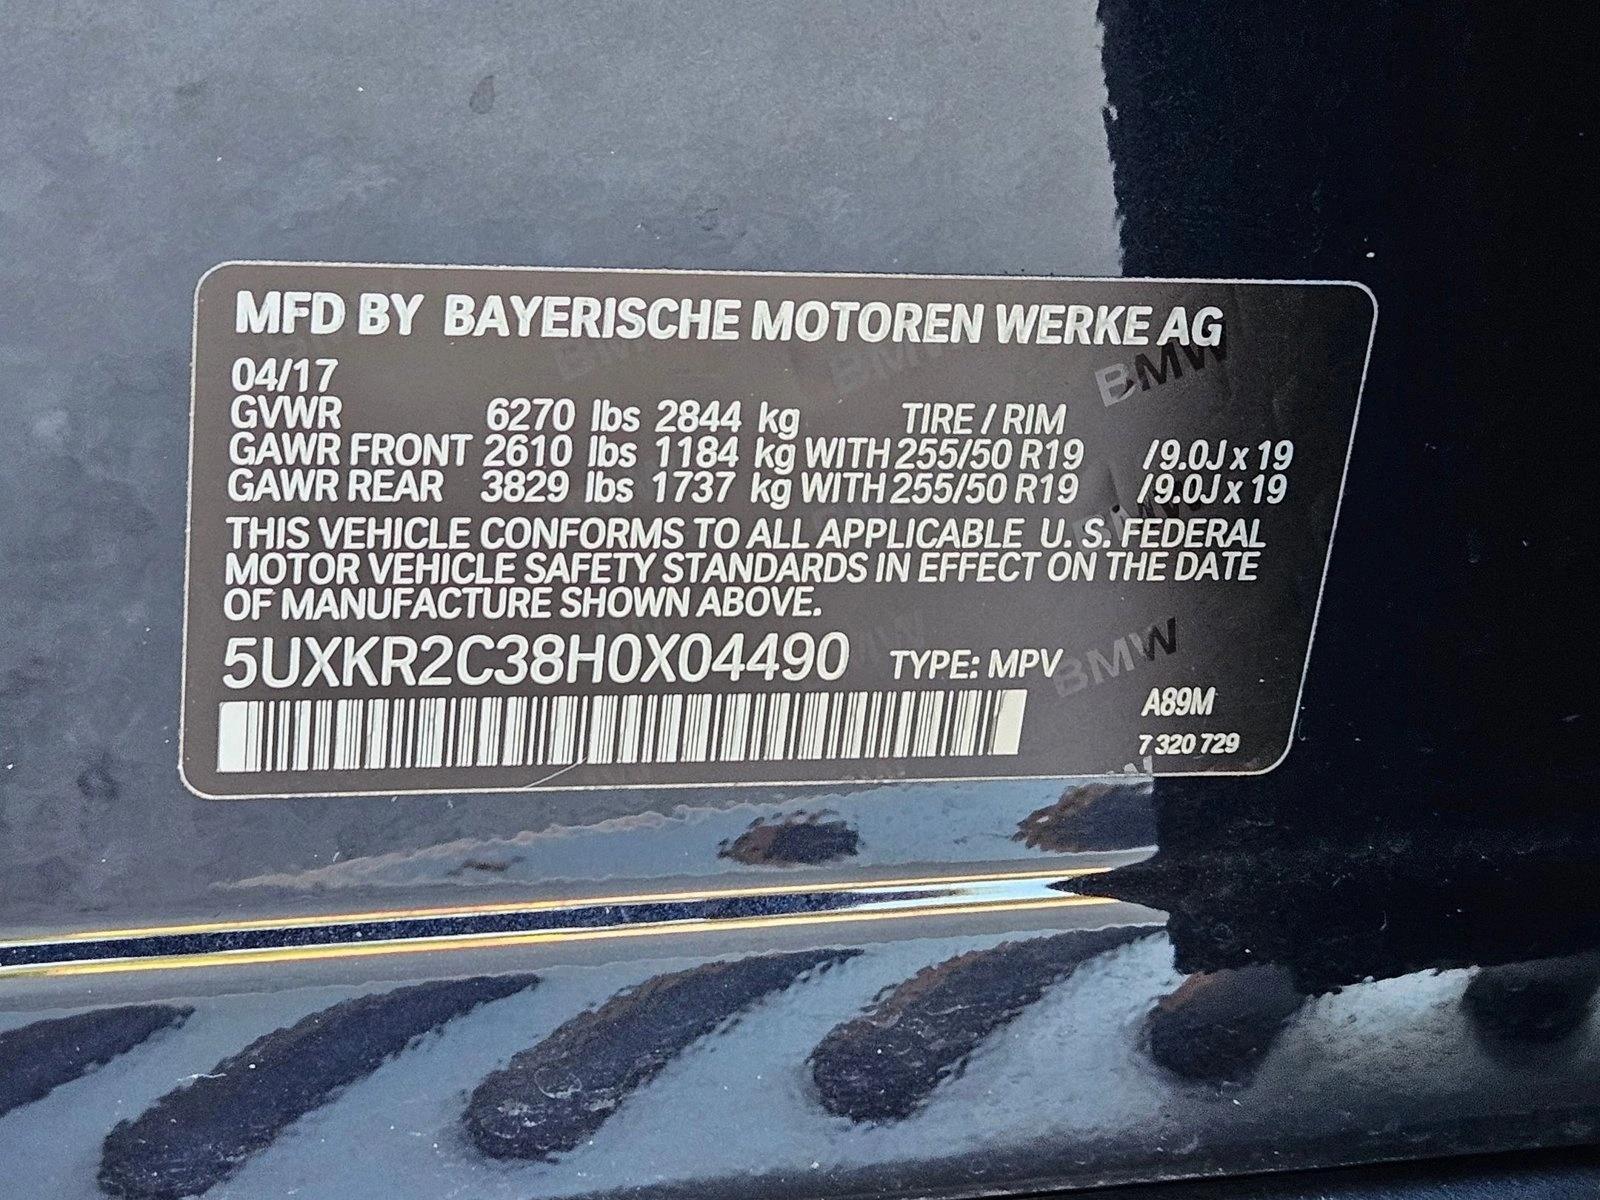 MFD BY BAYERISCHE MOTOREN WERKE AG
04/17
GVWR 6270 lbs 2844 kg TIRE / RIM
GAWR FRONT 2610 lbs 1184 kg WITH 255/50 R19 /9.0J x 19
GAWR REAR 3829 lbs 1737 kg WITH 255/50 R19 /9.0J x 19
THIS VEHICLE CONFORMS TO ALL APPLICABLE U. S. FEDERAL
MOTOR VEHICLE SAFETY STANDARDS IN EFFECT ON THE DATE
OF MANUFACTURE SHOWN ABOVE.
5UXKR2C38H0X04490 TYPE: MPV
A89M
7 320 729
BMW
BMW
BMW